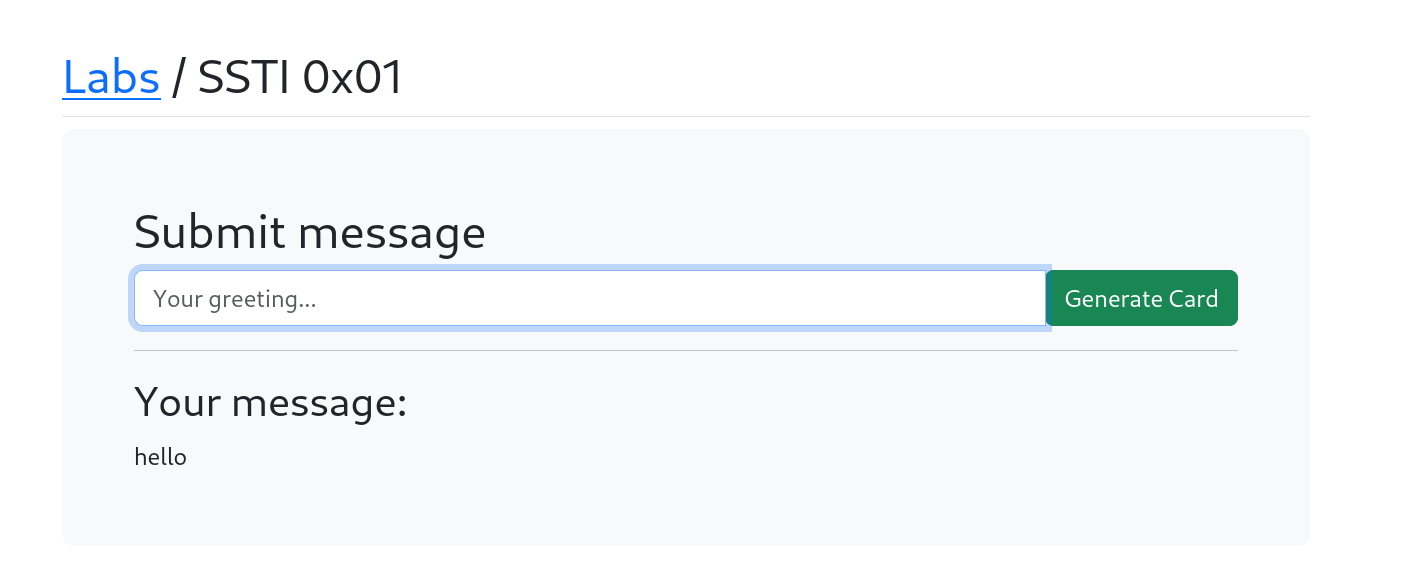 Labs / SSTI 0x01
Submit message
Your greeting... Generate Card
Your message:
hello